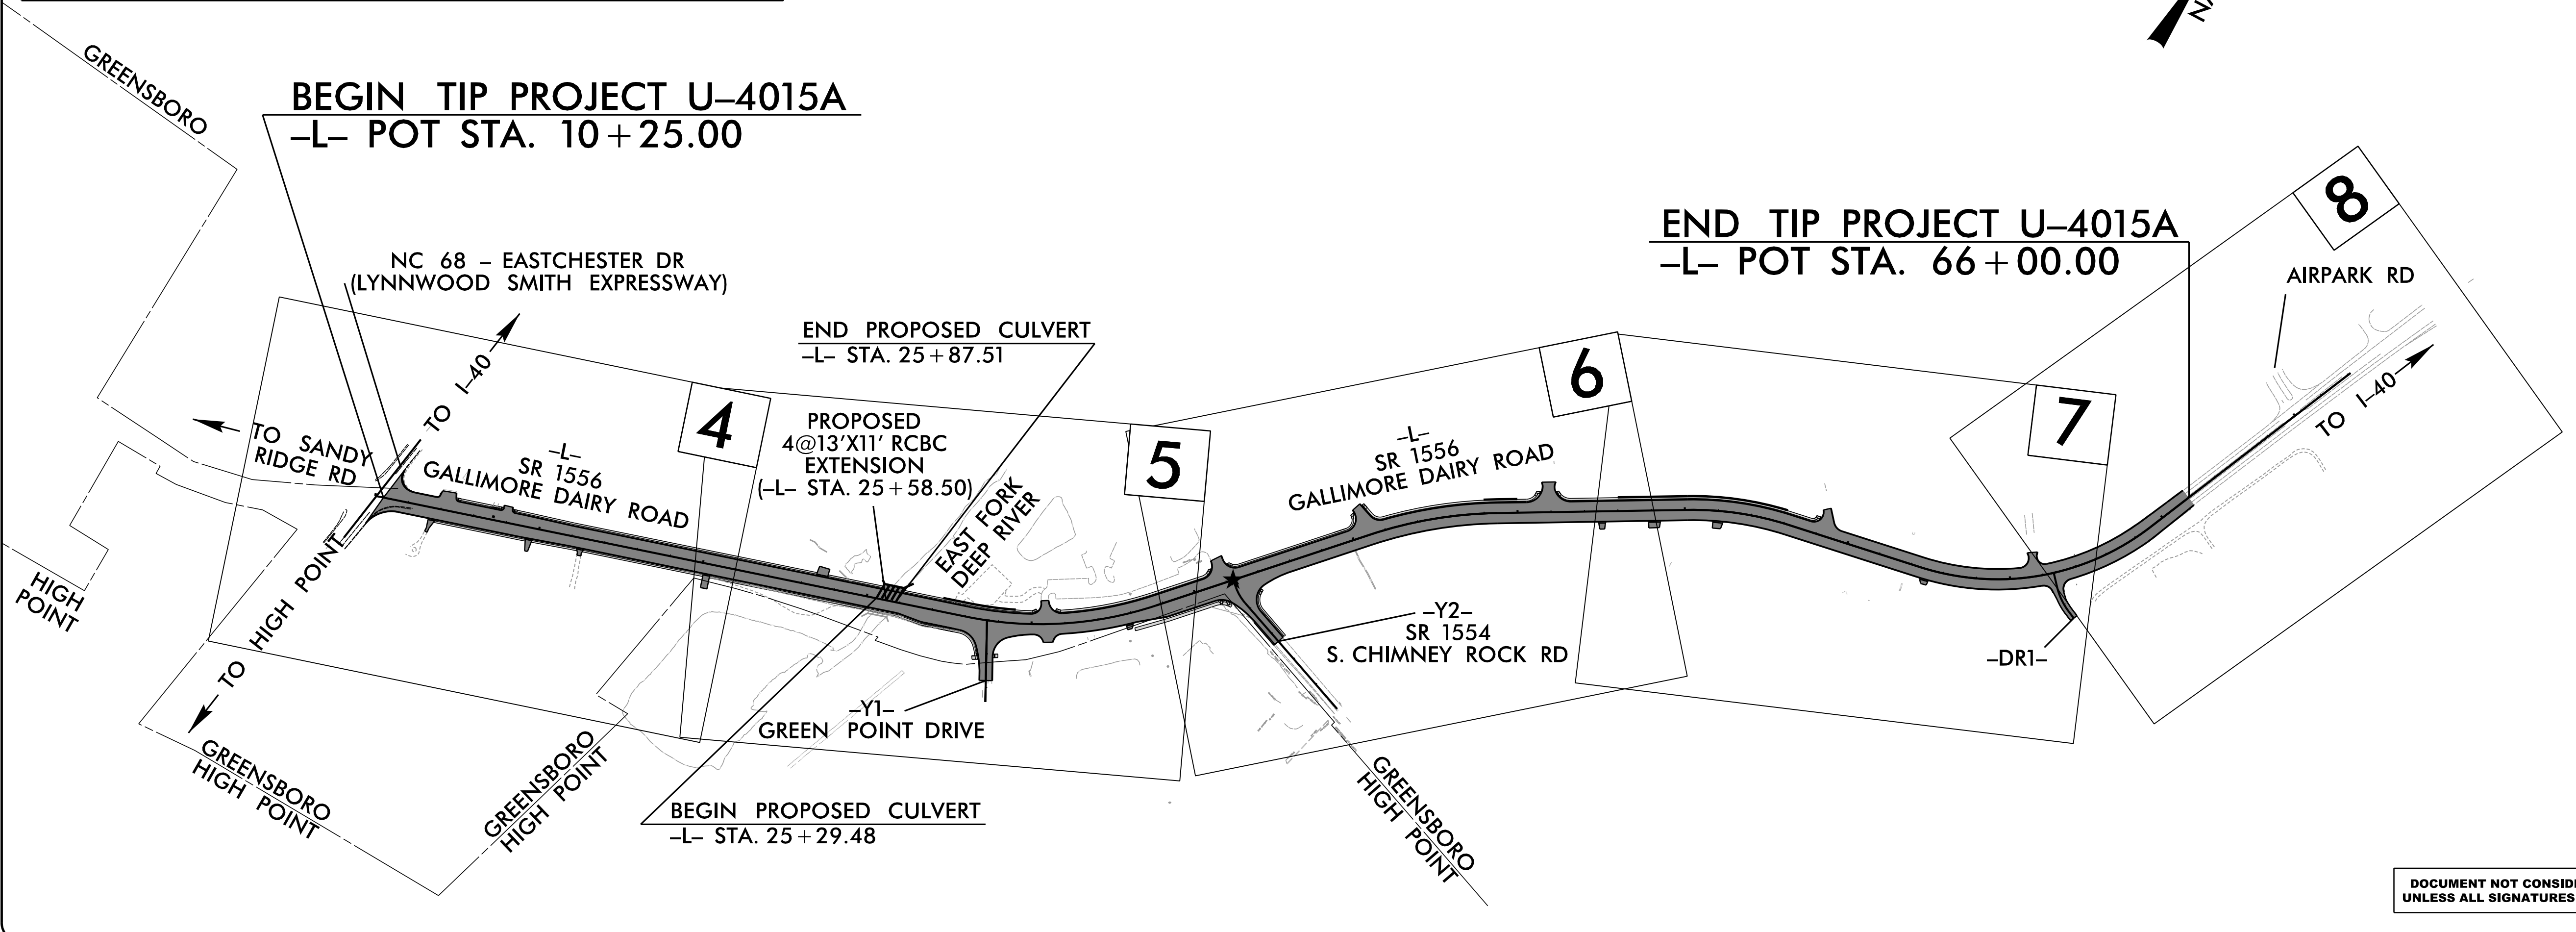 GREENSBORO
BEGIN TIP PROJECT U–4015A
–L– POT STA. 10+25.00
N
8
END TIP PROJECT U–4015A
–L– POT STA. 66+00.00
NC 68 – EASTCHESTER DR
(LYNNWOOD SMITH EXPRESSWAY)
AIRPARK RD
END PROPOSED CULVERT
–L– STA. 25+87.51
TO I–40
6
4
PROPOSED
4@13'X11' RCBC
EXTENSION
(–L– STA. 25+58.50)
7
TO I–40
TO SANDY
RIDGE RD
–L–
SR 1556
GALLIMORE DAIRY ROAD
5
–L–
SR 1556
GALLIMORE DAIRY ROAD
EAST FORK
DEEP RIVER
HIGH
POINT
TO HIGH POINT
–Y2–
SR 1554
S. CHIMNEY ROCK RD
–DR1–
–Y1–
GREEN POINT DRIVE
GREENSBORO
HIGH POINT
GREENSBORO
HIGH POINT
BEGIN PROPOSED CULVERT
–L– STA. 25+29.48
GREENSBORO
HIGH POINT
DOCUMENT NOT CONSID
UNLESS ALL SIGNATURES